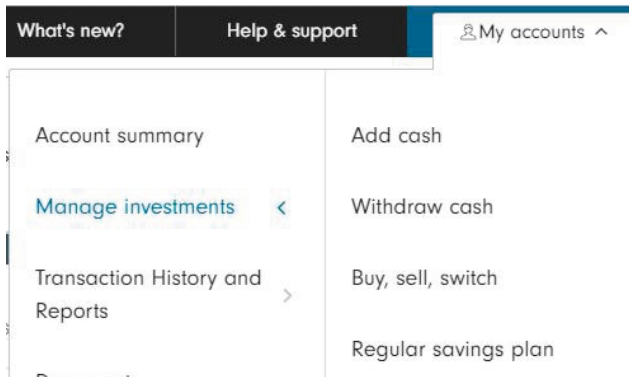 What's new?
Help & support
My accounts
Account summary
Add cash
Manage investments
Withdraw cash
Transaction History and
Reports
Buy, sell, switch
Regular savings plan